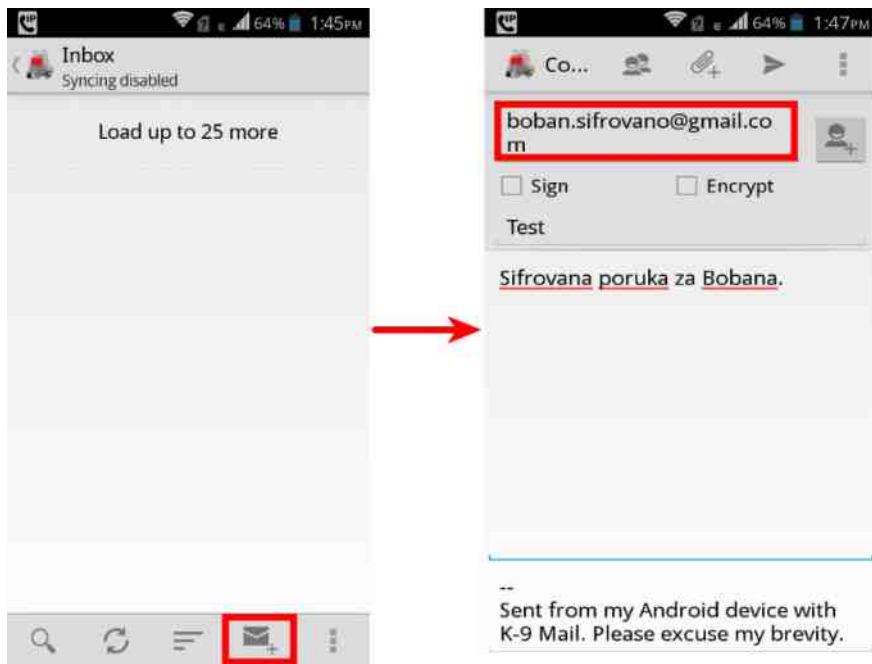 64% 1:45PM
Inbox
Syncing disabled
Load up to 25 more
64% 1:47PM
Co...
boban.sifrovano@gmail.co
m
Sign Encrypt
Test
Sifrovana poruka za Bobana.
--
Sent from my Android device with
K-9 Mail. Please excuse my brevity.